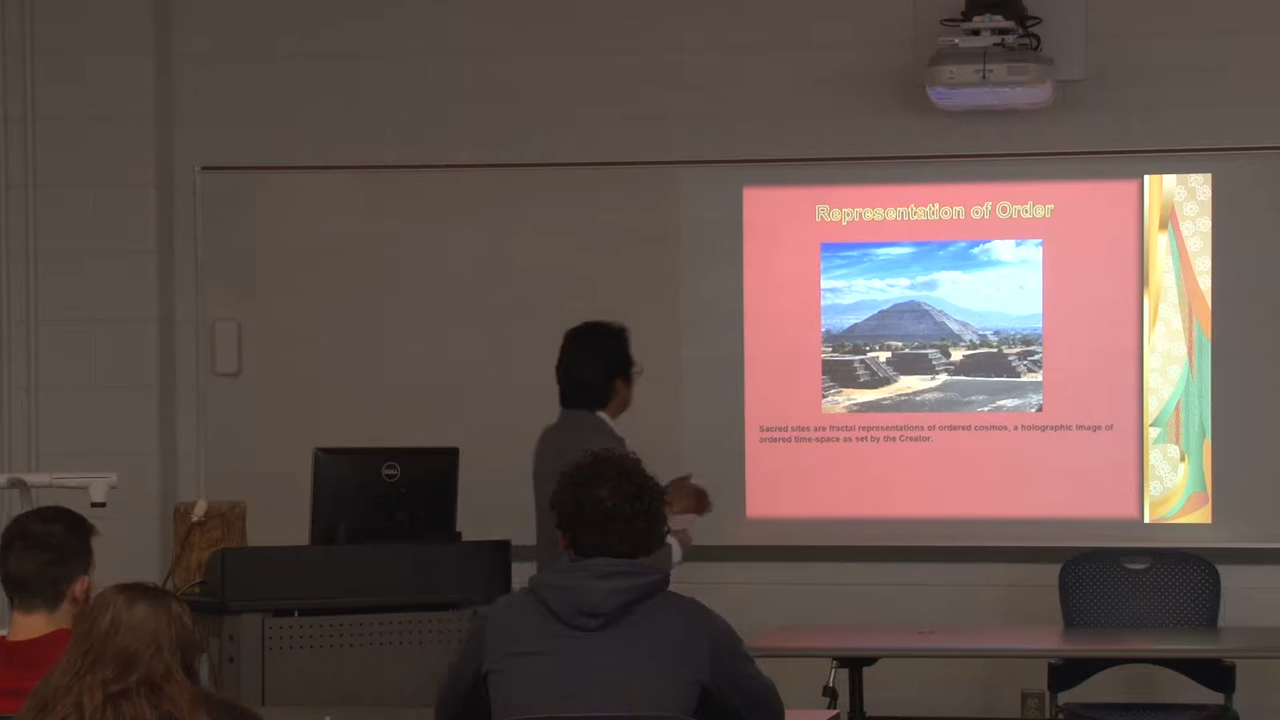 Representation of Order
Sacred sites are fractal representations of ordered cosmos, a holographic image of
ordered time-space as set by the Creator.
DELL